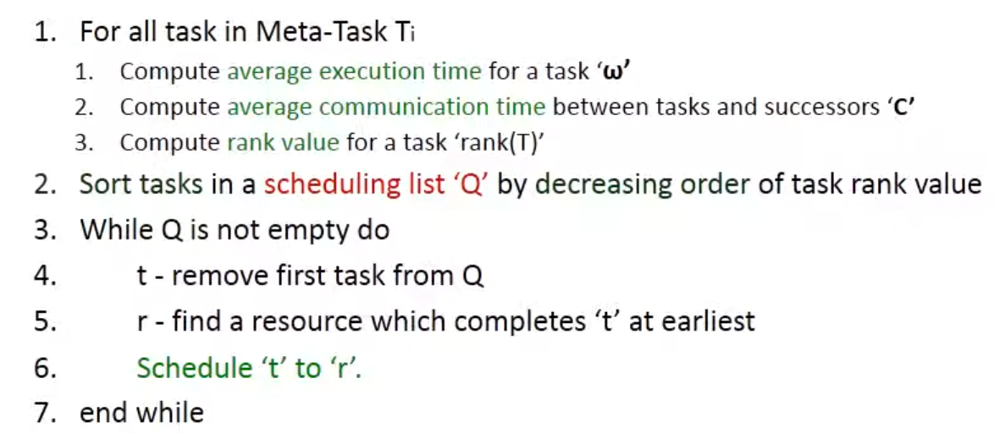 1. For all task in Meta-Task Ti
1. Compute average execution time for a task ‘ω’
2. Compute average communication time between tasks and successors ‘C’
3. Compute rank value for a task ‘rank(T)’
2. Sort tasks in a scheduling list ‘Q’ by decreasing order of task rank value
3. While Q is not empty do
4. t - remove first task from Q
5. r - find a resource which completes ‘t’ at earliest
6. Schedule ‘t’ to ‘r’.
7. end while